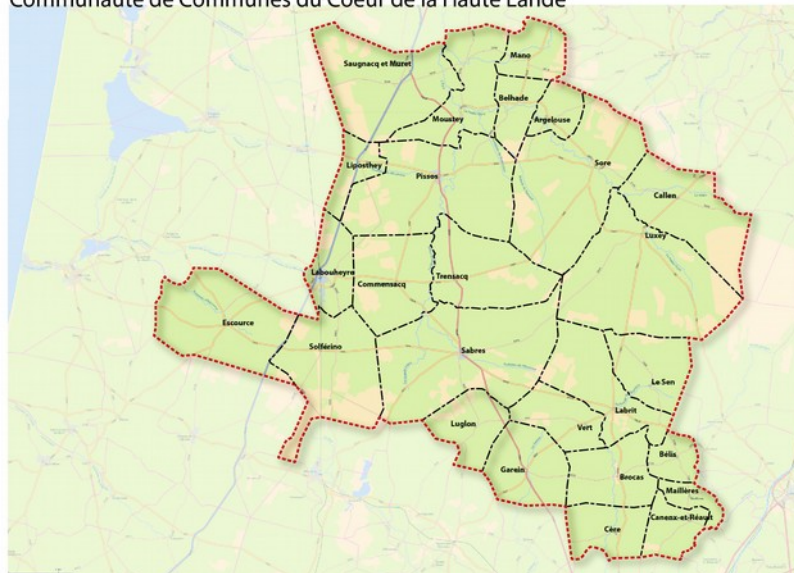 Communauté de Communes du Coeur de la Haute Lande
Mano
Saugnacq et Muret
Belhade
Moustey
Argelouse
Sore
Liposthey
Pissos
Callen
Luxey
Labouheyre
Trensacq
Commensacq
Escource
Solférino
Sabres
Le Sen
Labrit
Luglon
Vert
Bélis
Garein
Brocas
Maillères
Canenx-et-Réaut
Cère